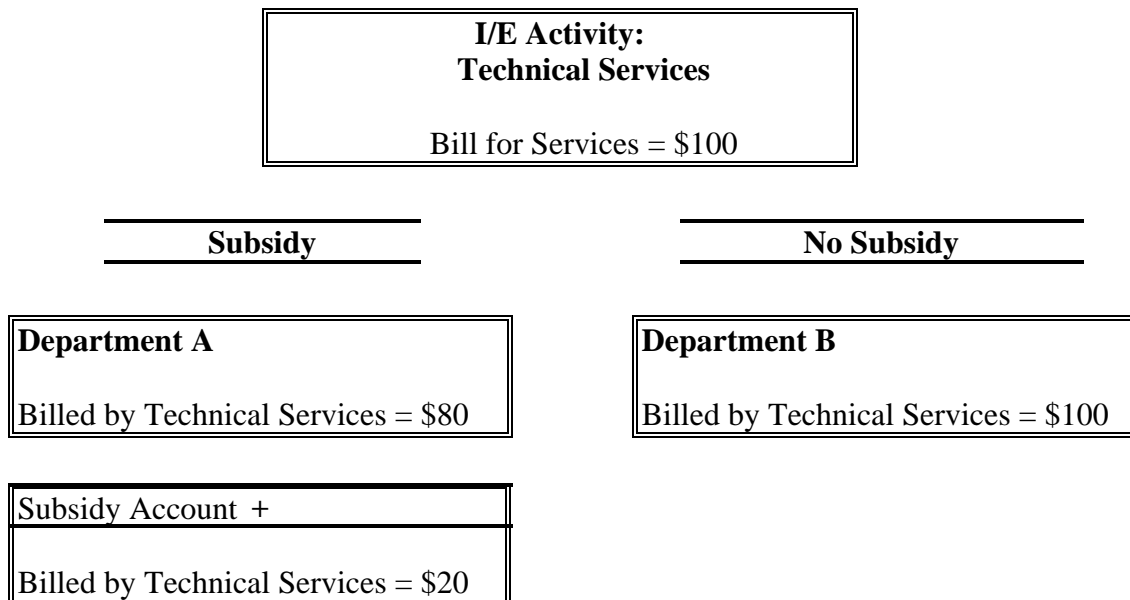 I/E Activity:
Technical Services
Bill for Services = $100
Subsidy
No Subsidy
Department A
Billed by Technical Services = $80
Department B
Billed by Technical Services = $100
Subsidy Account +
Billed by Technical Services = $20